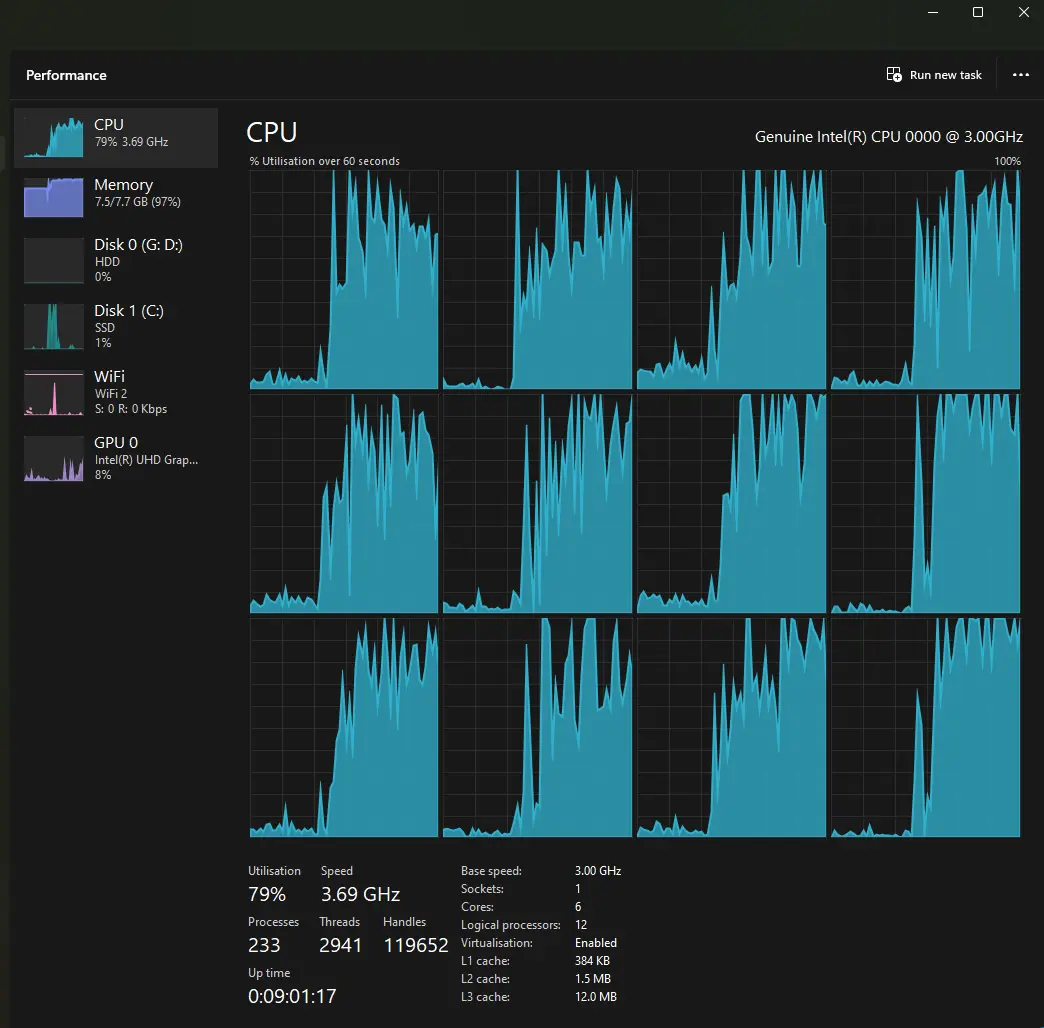 Performance
Run new task
CPU
79% 3.69 GHz
Memory
7.5/7.7 GB (97%)
Disk 0 (G: D:)
HDD
0%
Disk 1 (C:)
SSD
1%
WiFi
WiFi 2
S: 0 R: 0 Kbps
GPU 0
Intel(R) UHD Grap...
8%
CPU
Genuine Intel(R) CPU 0000 @ 3.00GHz
% Utilisation over 60 seconds
100%
Utilisation
Speed
79%
3.69 GHz
Processes
Threads
Handles
233
2941
119652
Up time
0:09:01:17
Base speed:
3.00 GHz
Sockets:
1
Cores:
6
Logical processors:
12
Virtualisation:
Enabled
L1 cache:
384 KB
L2 cache:
1.5 MB
L3 cache:
12.0 MB